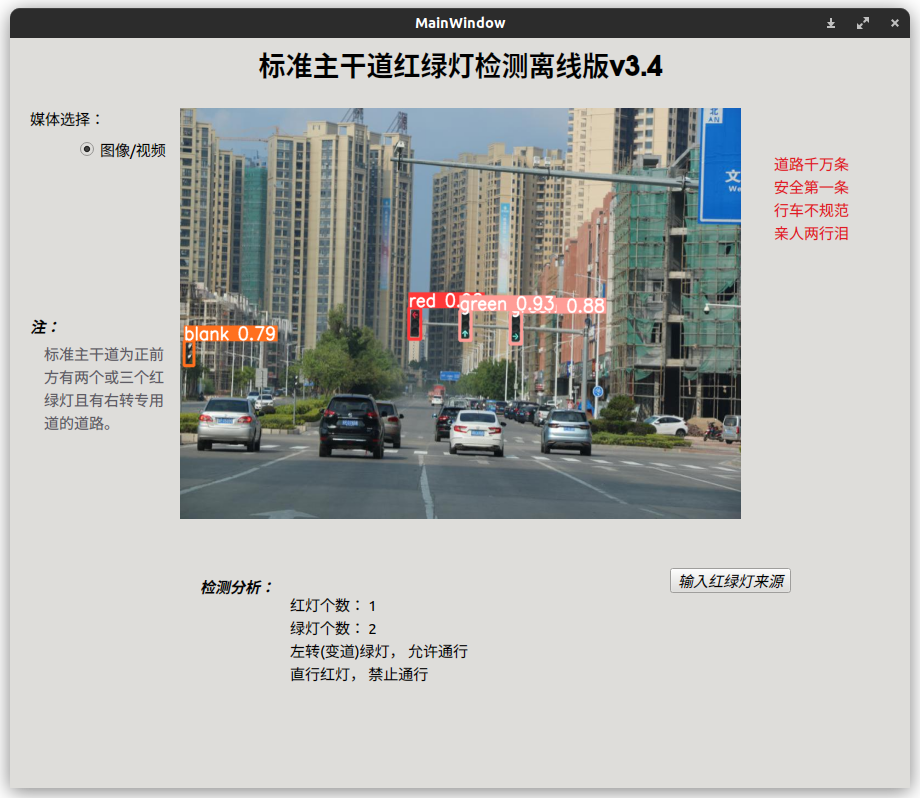 MainWindow
标准主干道红绿灯检测离线版v3.4
媒体选择：
图像/视频
北
文
道路千万条
安全第一条
行车不规范
亲人两行泪
red 0.
green 0.93
0.88
blank 0.79
注：
标准主干道为正前
方有两个或三个红
绿灯且有右转专用
道的道路。
检测分析：
输入红绿灯来源
红灯个数： 1
绿灯个数： 2
左转(变道)绿灯， 允许通行
直行红灯， 禁止通行